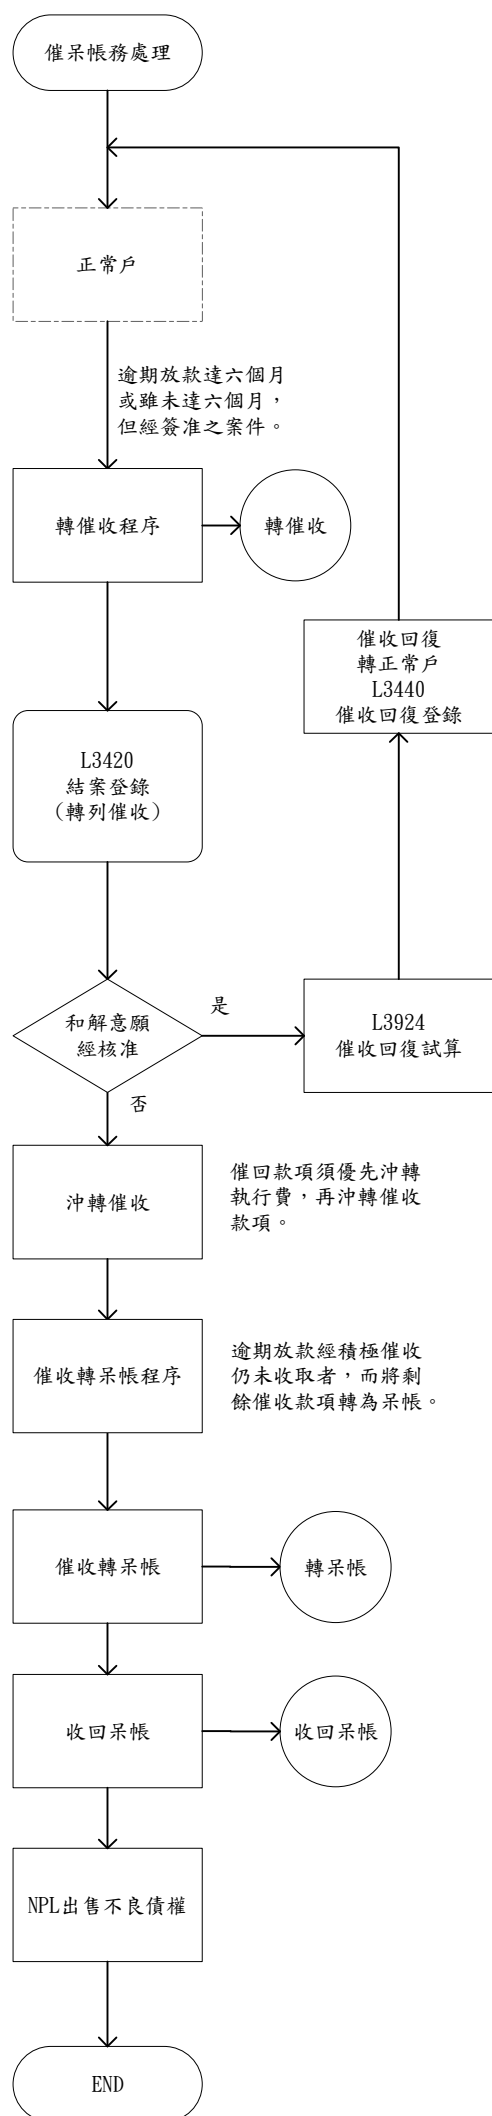 催呆帳務處理
正常戶
逾期放款達六個月
或雖未達六個月，
但經簽准之案件。
轉催收程序
轉催收
催收回復
轉正常戶
L3440
催收回復登錄
L3420
結案登錄
（轉列催收）
和解意願
經核准
是
L3924
催收回復試算
否
沖轉催收
催回款項須優先沖轉
執行費，再沖轉催收
款項。
催收轉呆帳程序
逾期放款經積極催收
仍未收取者，而將剩
餘催收款項轉為呆帳。
催收轉呆帳
轉呆帳
收回呆帳
收回呆帳
NPL出售不良債權
END